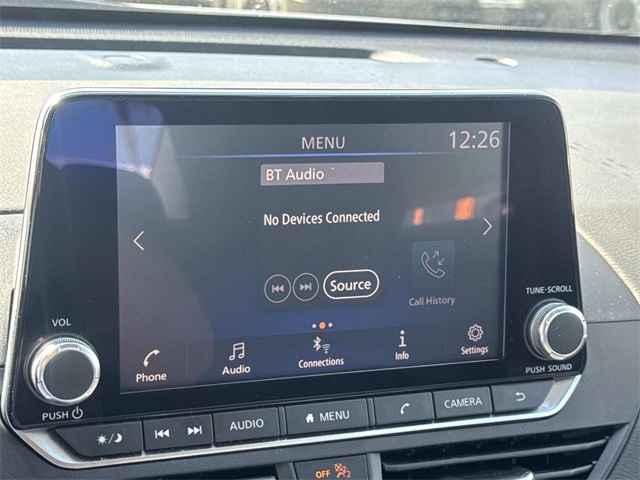 MENU 12:26
BT Audio
No Devices Connected
Source
Call History
Phone Audio Connections Info Settings
VOL
PUSH
TUNE·SCROLL
PUSH SOUND
AUDIO MENU CAMERA
OFF 2